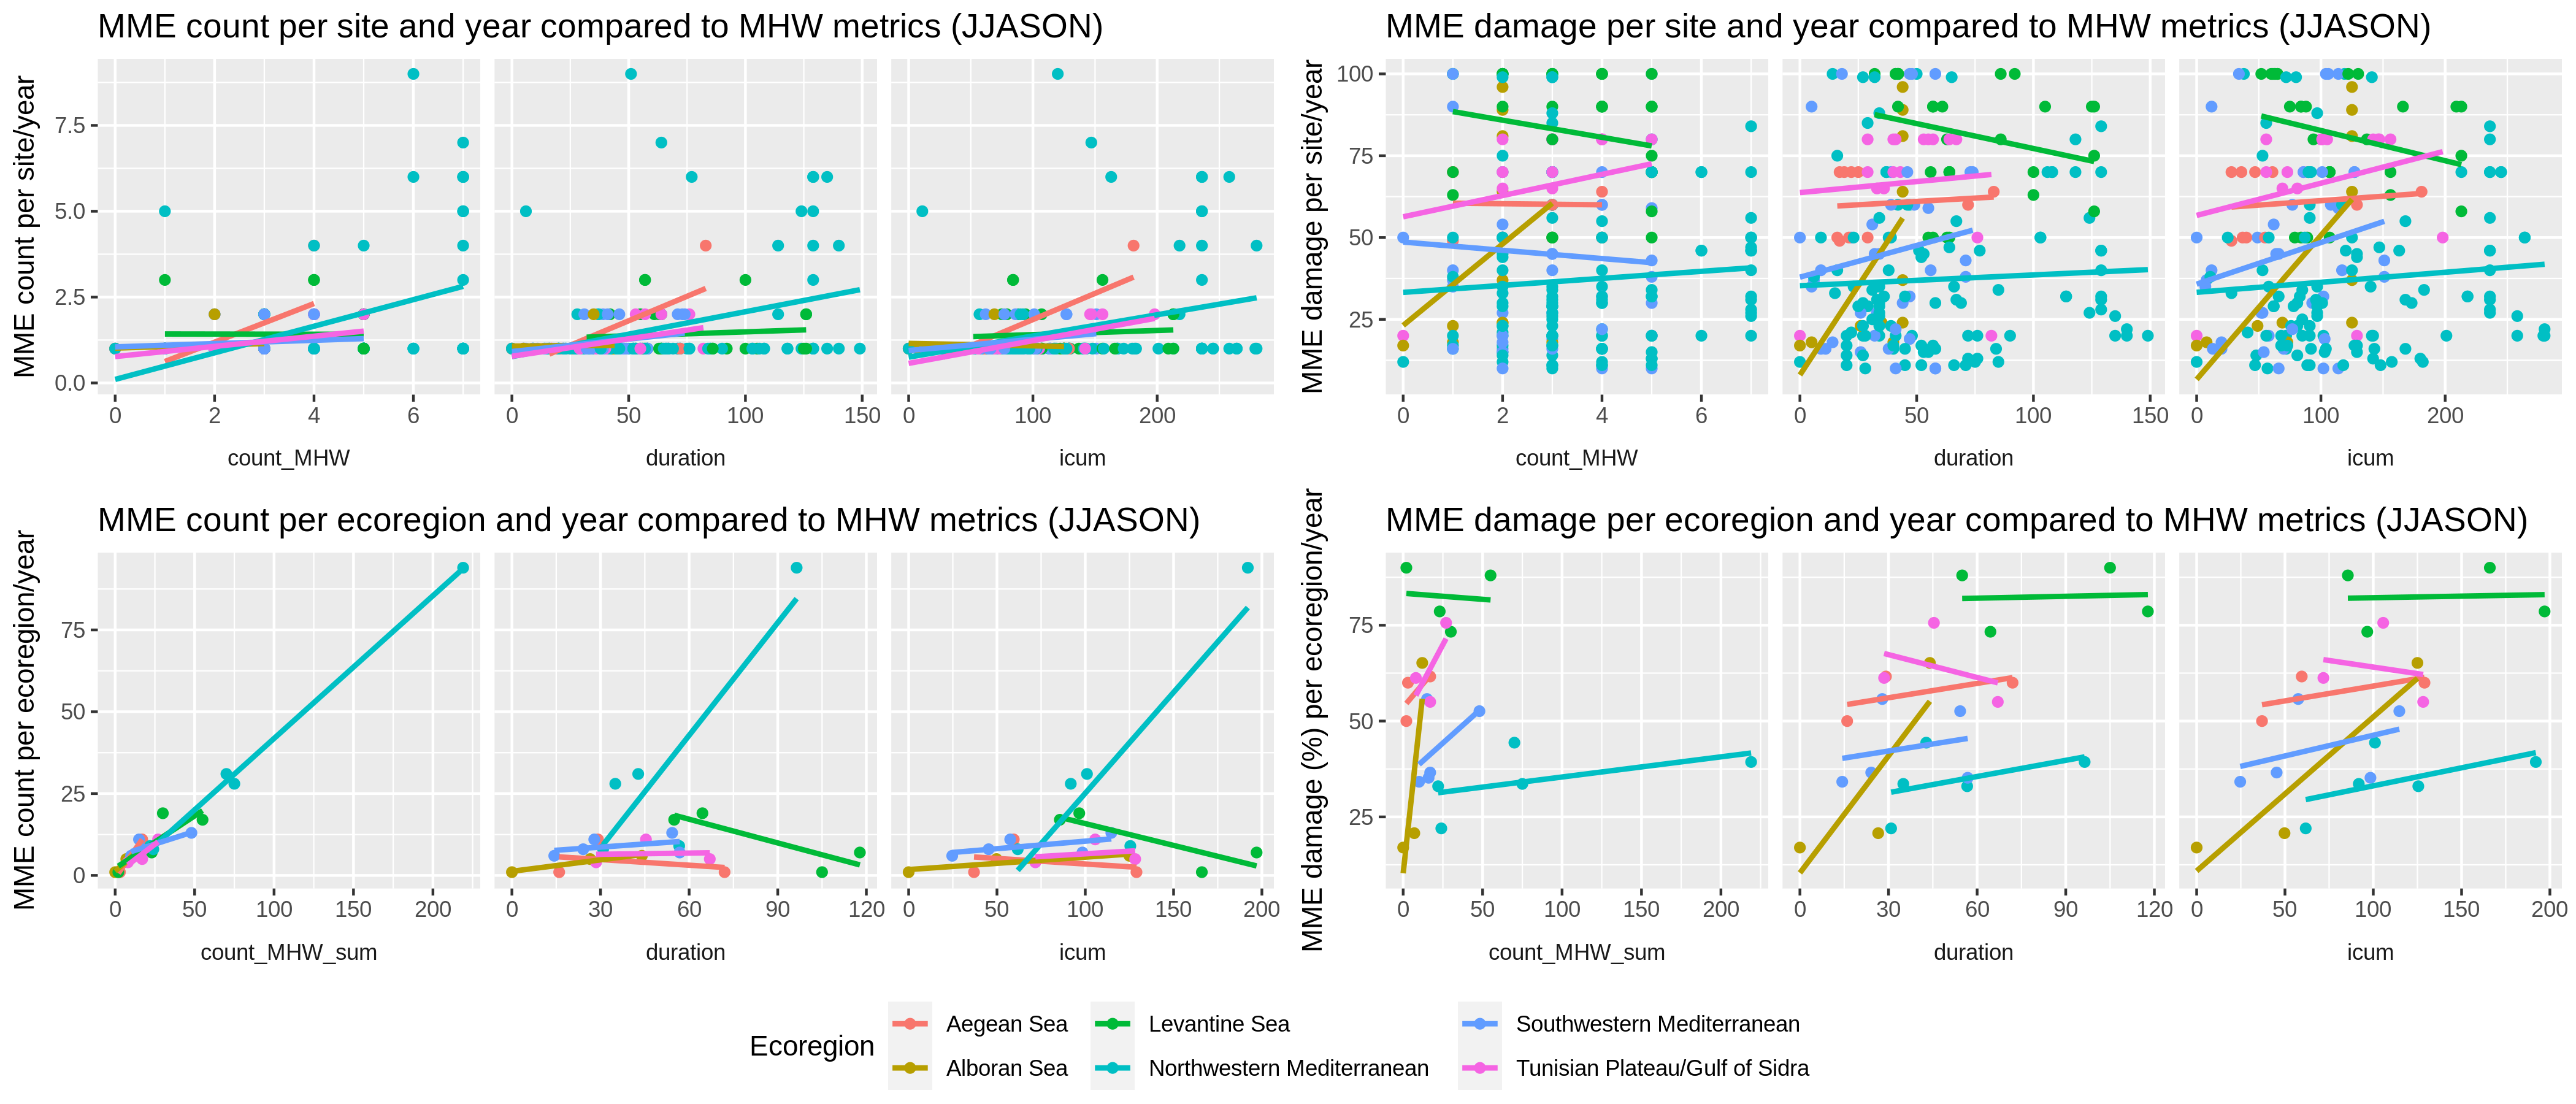 MME count per site and year compared to MHW metrics (JJASON)
MME count per site/year
7.5
5.0
2.5
0.0
0 2 4 6
0 50 100 150
0 100 200
count_MHW
duration
icum
MME damage per site and year compared to MHW metrics (JJASON)
MME damage per site/year
100
75
50
25
0 2 4 6
0 50 100 150
0 100 200
count_MHW
duration
icum
MME count per ecoregion and year compared to MHW metrics (JJASON)
MME count per ecoregion/year
75
50
25
0
0 50 100 150 200
0 30 60 90 120
0 50 100 150 200
count_MHW_sum
duration
icum
MME damage per ecoregion and year compared to MHW metrics (JJASON)
MME damage (%) per ecoregion/year
75
50
25
0 50 100 150 200
0 30 60 90 120
0 50 100 150 200
count_MHW_sum
duration
icum
Ecoregion
Aegean Sea
Alboran Sea
Levantine Sea
Northwestern Mediterranean
Southwestern Mediterranean
Tunisian Plateau/Gulf of Sidra